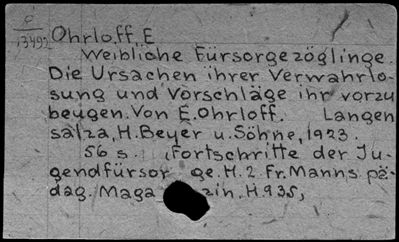 C
13492
Ohrloff, E
Weibliche Fürsorgezöglinge.
Die Ursachen ihrer Verwahrlo-
sung und Vorschläge ihr vorzu
beugen. Von E. Ohrloff. Langen
salza, H. Beyer u. Söhne, 1923.
56 s. (Fortschritte der Ju-
gendfürsor ge. H. 2. Fr. Manns pä-
dag. Maga zin. H. 935,